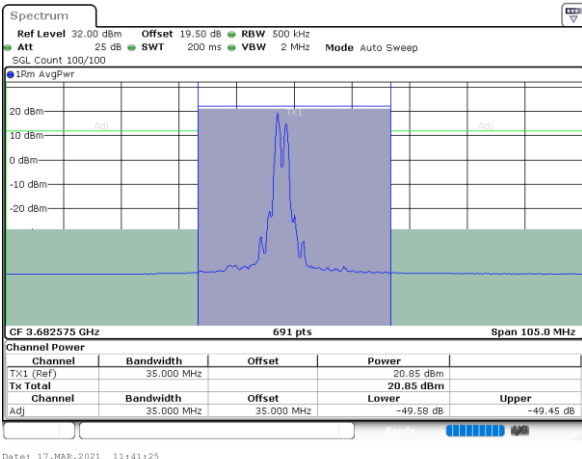 Spectrum
Ref Level 32.00 dBm Offset 19.50 dB RBW 500 kHz
Att 25 dB SWT 200 ms VBW 2 MHz Mode Auto Sweep
SGL Count 100/100
1Rm AvgPwr
TX1
20 dBm
Adj Adj
10 dBm
0 dBm
-10 dBm
-20 dBm
CF 3.682575 GHz 691 pts Span 105.0 MHz
Channel Power
Channel Bandwidth Offset Power
TX1 (Ref) 35.000 MHz 20.85 dBm
Tx Total 20.85 dBm
Channel Bandwidth Offset Lower Upper
Adj 35.000 MHz 35.000 MHz -49.58 dB -49.45 dB
Ready
Date: 17.MAR.2021 11:41:25